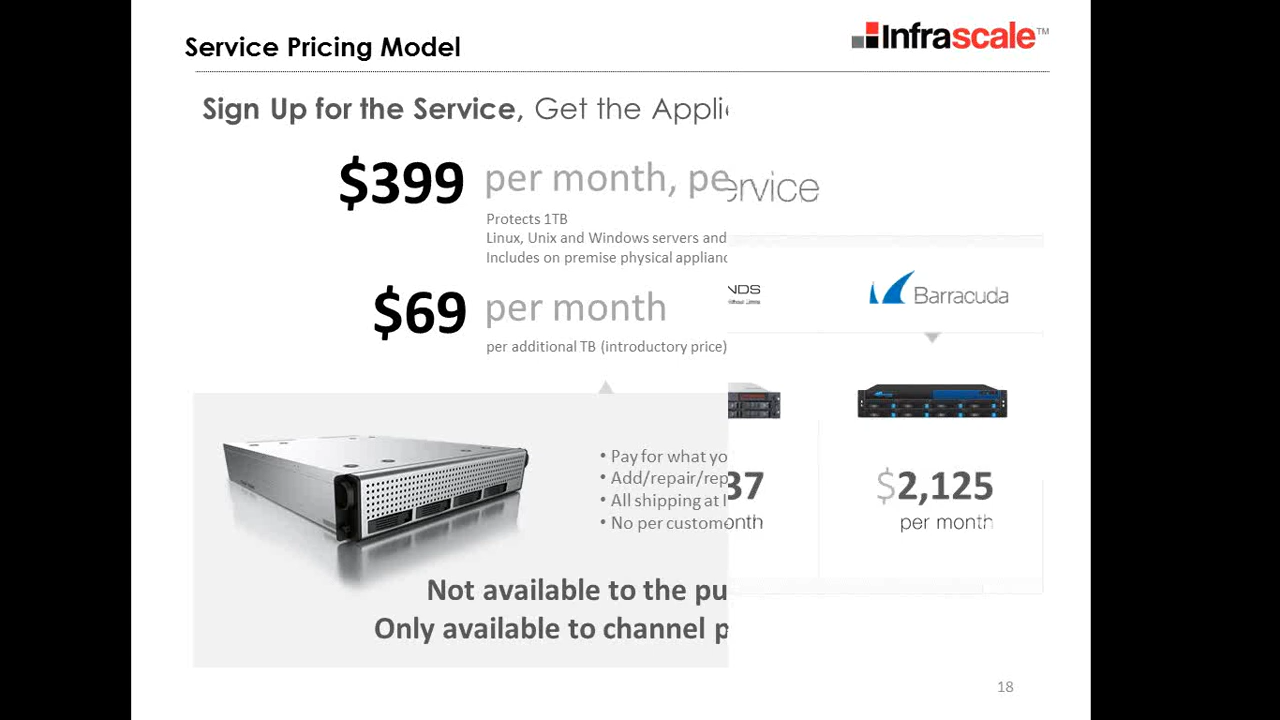 Service Pricing Model
Infrascale™
Sign Up for the Service, Get the Appli
$399 per month, pe
ervice
Protects 1TB
Linux, Unix and Windows servers and
Includes on premise physical applianc
NDS
Barracuda
$69 per month
per additional TB (introductory price)
• Pay for what yo
• Add/repair/rep
• All shipping at
• No per custome
37
onth
$2,125
per month
Not available to the pu
Only available to channel p
18